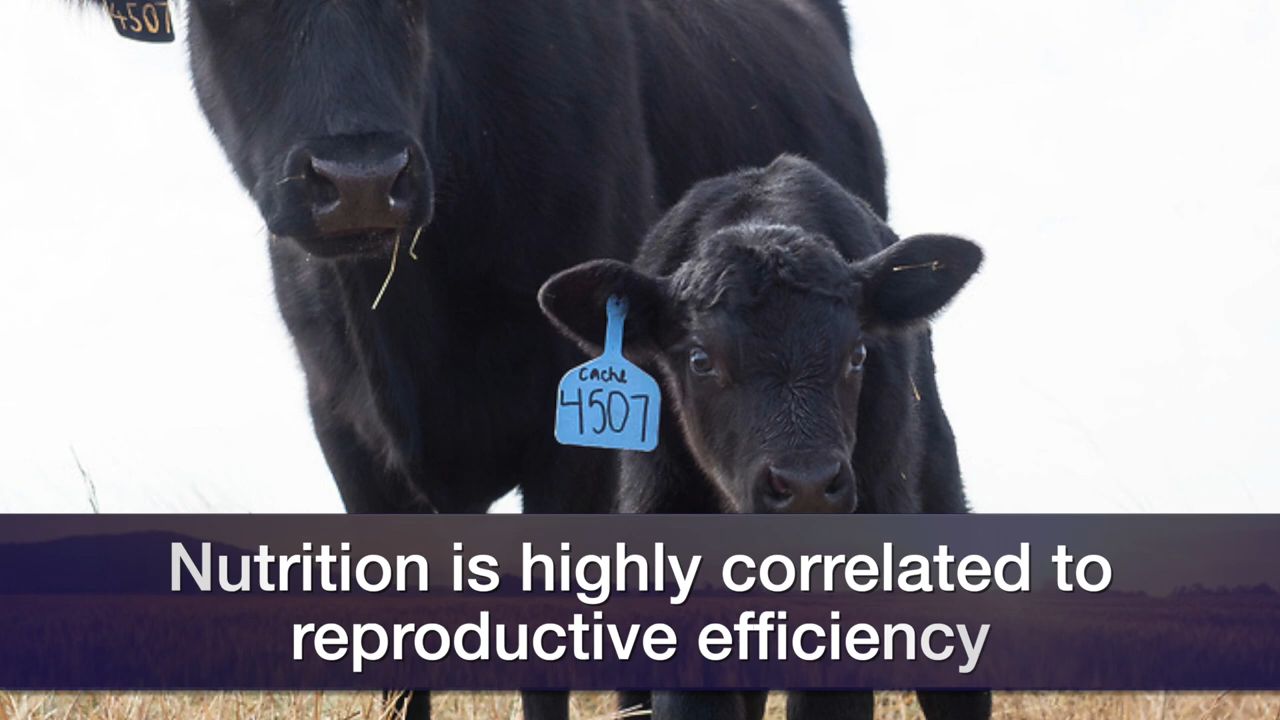 4507
cache
4507
Nutrition is highly correlated to
reproductive efficiency